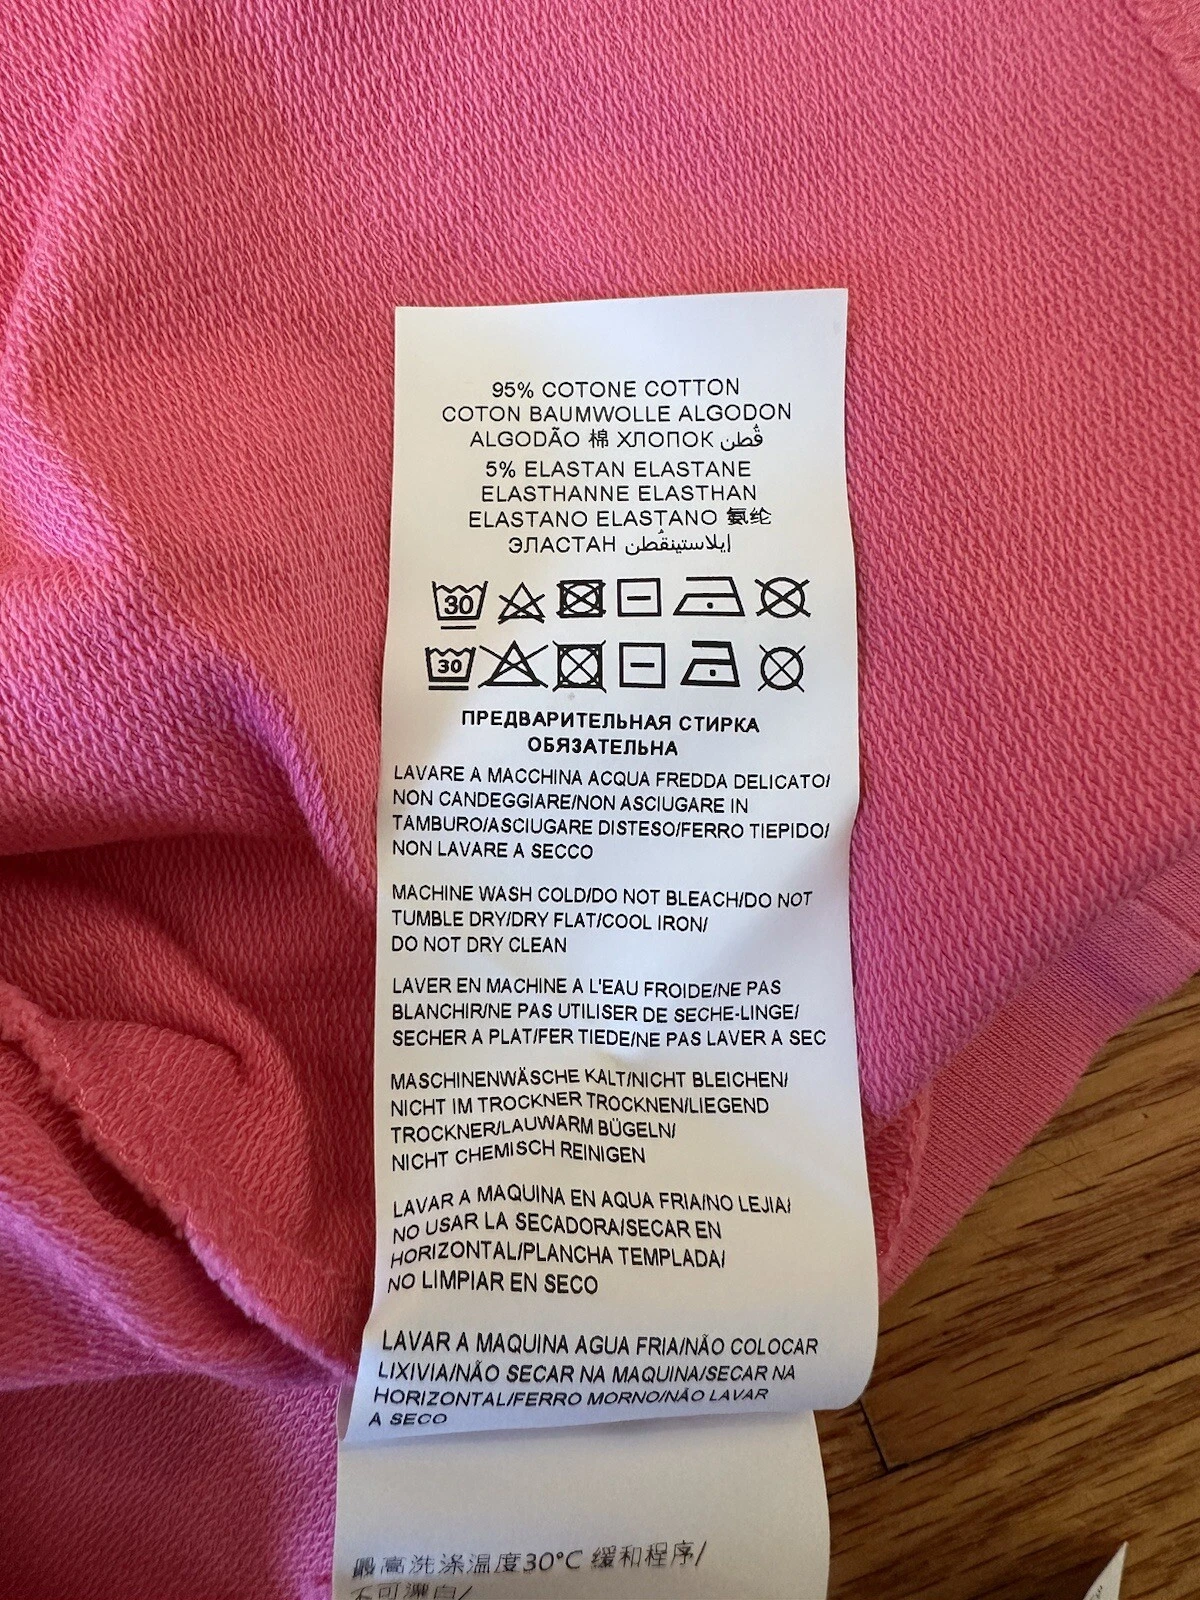 95% COTONE COTTON
COTON BAUMWOLLE ALGODON
ALGODÃO 棉 ХЛОПОК قطن
5% ELASTAN ELASTANE
ELASTHANNE ELASTHAN
ELASTANO ELASTANO 氨纶
ЭЛАСТАН إيلاستينقطن
30
30
ПРЕДВАРИТЕЛЬНАЯ СТИРКА
ОБЯЗАТЕЛЬНА
LAVARE A MACCHINA ACQUA FREDDA DELICATO/
NON CANDEGGIARE/NON ASCIUGARE IN
TAMBURO/ASCIUGARE DISTESO/FERRO TIEPIDO/
NON LAVARE A SECCO
MACHINE WASH COLD/DO NOT BLEACH/DO NOT
TUMBLE DRY/DRY FLAT/COOL IRON/
DO NOT DRY CLEAN
LAVER EN MACHINE A L'EAU FROIDE/NE PAS
BLANCHIR/NE PAS UTILISER DE SECHE-LINGE/
SECHER A PLAT/FER TIEDE/NE PAS LAVER A SEC
MASCHINENWÄSCHE KALT/NICHT BLEICHEN/
NICHT IM TROCKNER TROCKNEN/LIEGEND
TROCKNER/LAUWARM BÜGELN/
NICHT CHEMISCH REINIGEN
LAVAR A MAQUINA EN AQUA FRIA/NO LEJIA/
NO USAR LA SECADORA/SECAR EN
HORIZONTAL/PLANCHA TEMPLADA/
NO LIMPIAR EN SECO
LAVAR A MAQUINA AGUA FRIA/NÃO COLOCAR
LIXIVIA/NÃO SECAR NA MAQUINA/SECAR NA
HORIZONTAL/FERRO MORNO/NÃO LAVAR
A SECO
最高洗涤温度30°C 缓和程序/
不可漂白/